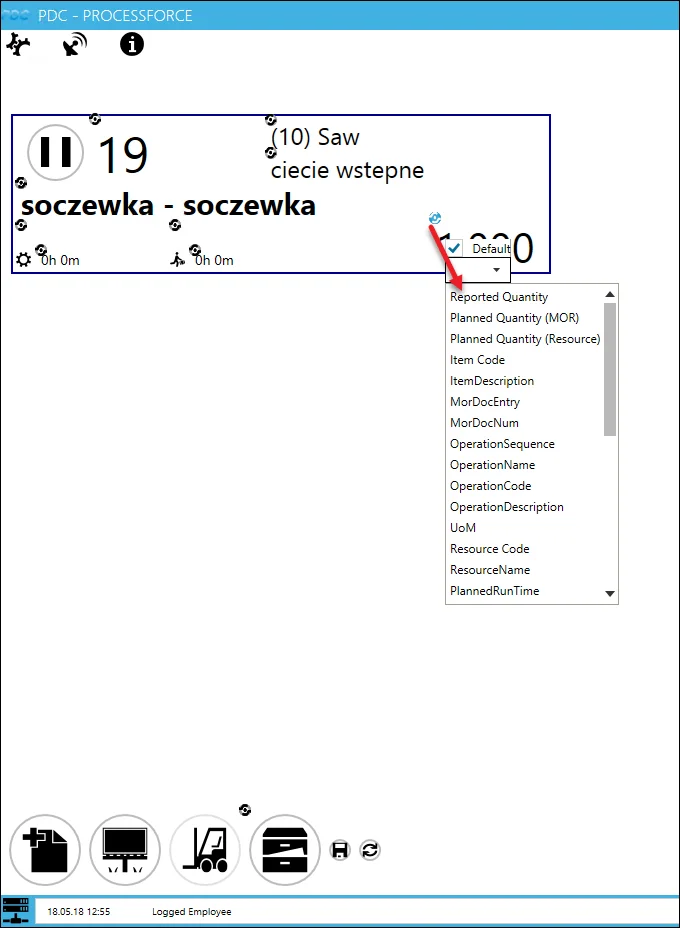 PDC PDC - PROCESSFORCE
19
(10) Saw
ciecie wstepne
soczewka - soczewka
0h 0m
0h 0m
Default
Reported Quantity
Planned Quantity (MOR)
Planned Quantity (Resource)
Item Code
ItemDescription
MorDocEntry
MorDocNum
OperationSequence
OperationName
OperationCode
OperationDescription
UoM
Resource Code
ResourceName
PlannedRunTime
18.05.18 12:55 Logged Employee